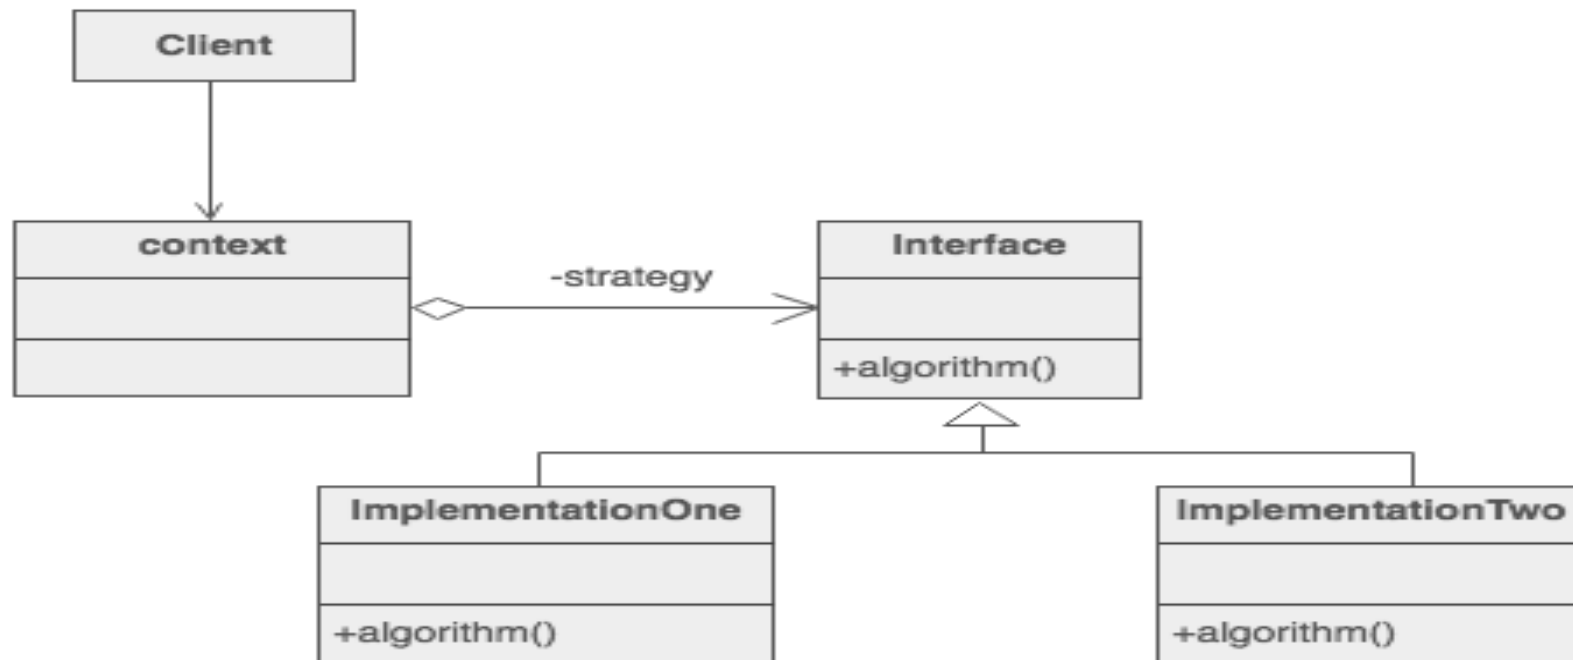 Client
context
-strategy
Interface
+algorithm()
ImplementationOne
+algorithm()
ImplementationTwo
+algorithm()